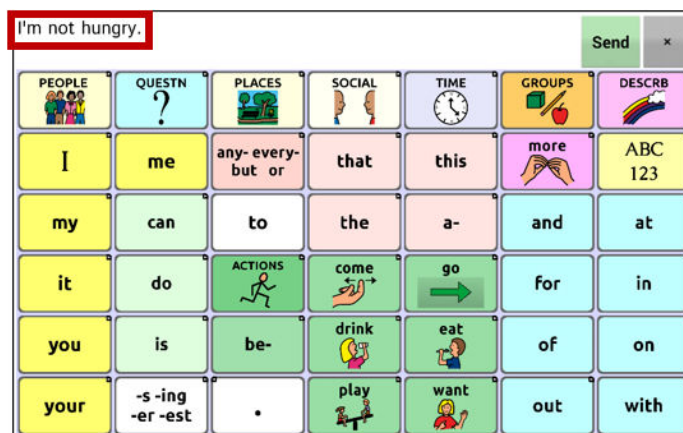 I'm not hungry.
Send ×
PEOPLE QUESTN ? PLACES SOCIAL TIME GROUPS DESCRB
I me any- every- but or that this more ABC 123
my can to the a- and at
it do ACTIONS come go for in
you is be- drink eat of on
your -s -ing -er -est . play want out with